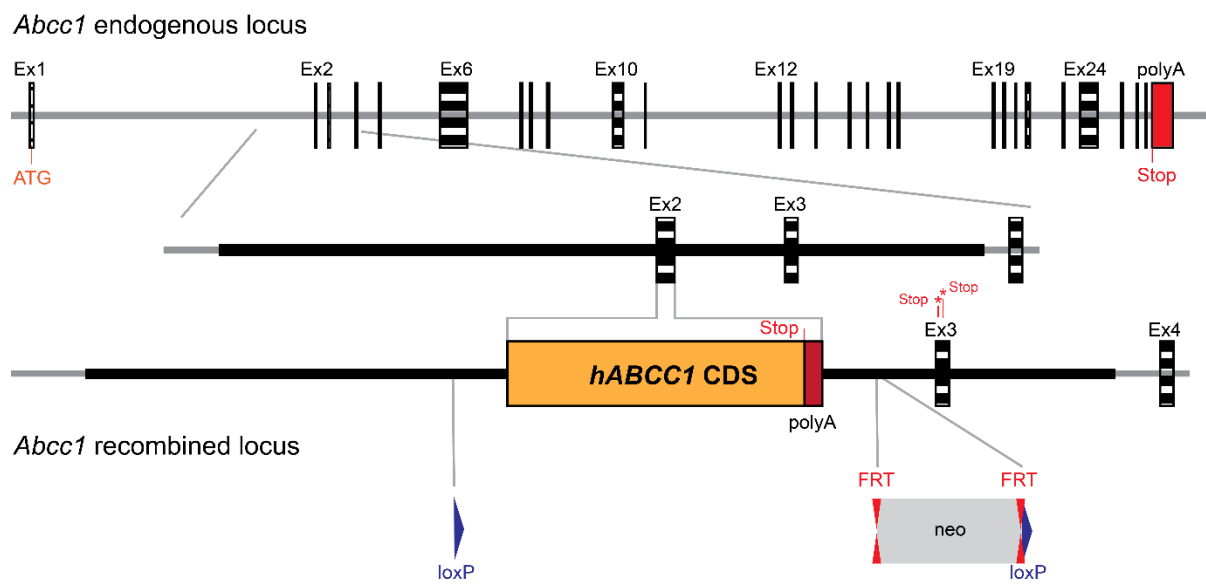 Abcc1 endogenous locus
Ex1 Ex2 Ex6 Ex10 Ex12 Ex19 Ex24 polyA
ATG Stop
Ex2 Ex3
Stop * * Stop
Stop Ex3 Ex4
hABCC1 CDS
polyA
Abcc1 recombined locus
FRT FRT
neo
loxP loxP